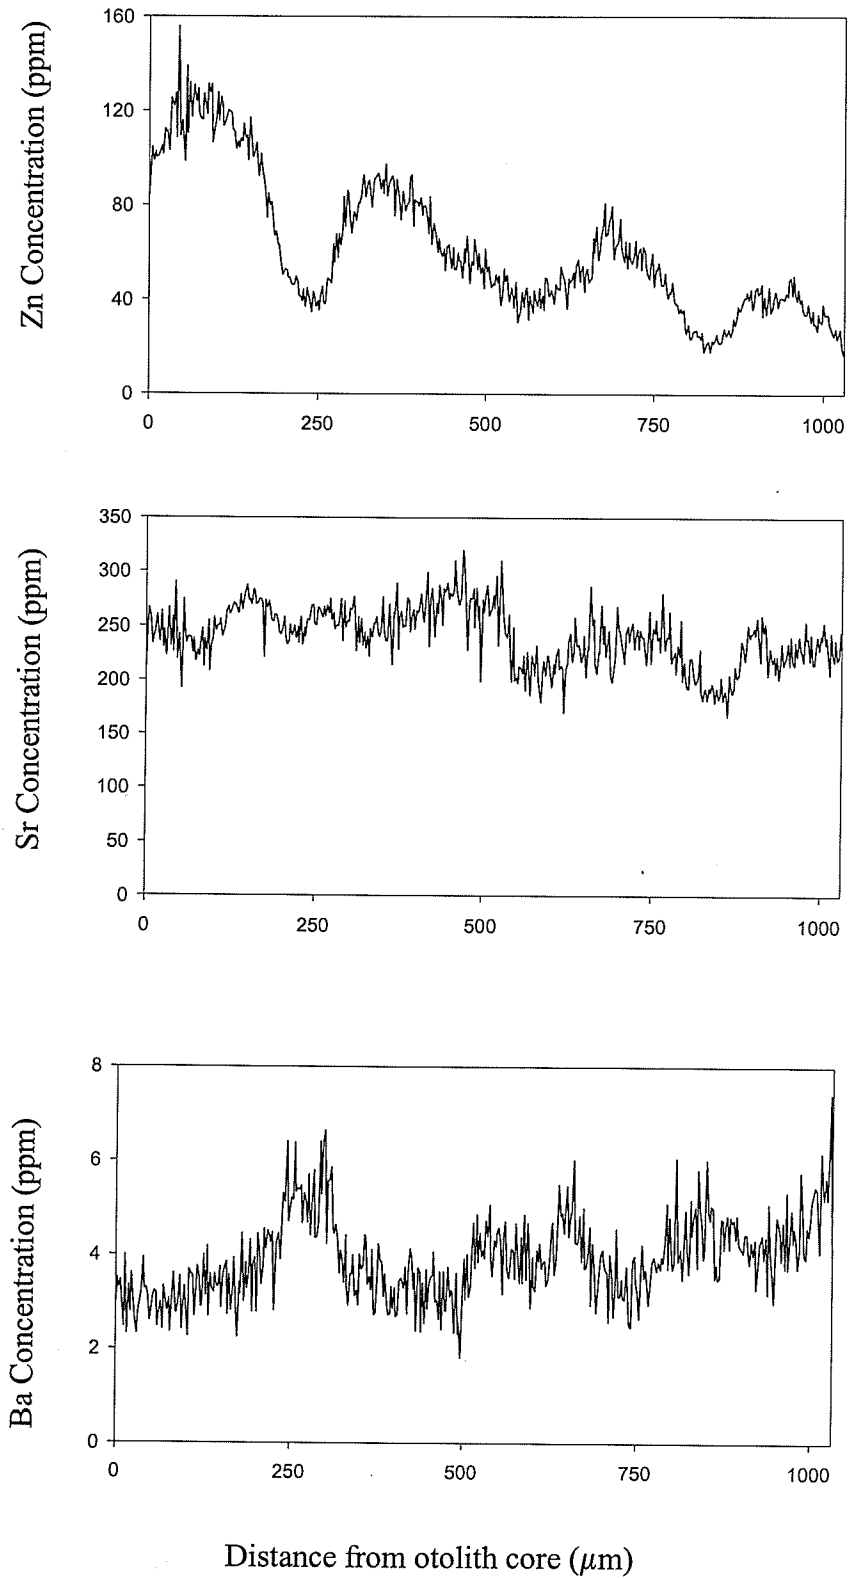 Zn Concentration (ppm)
160
120
80
40
0
0 250 500 750 1000
Sr Concentration (ppm)
350
300
250
200
150
100
50
0
0 250 500 750 1000
Ba Concentration (ppm)
8
6
4
2
0
0 250 500 750 1000
Distance from otolith core (μm)